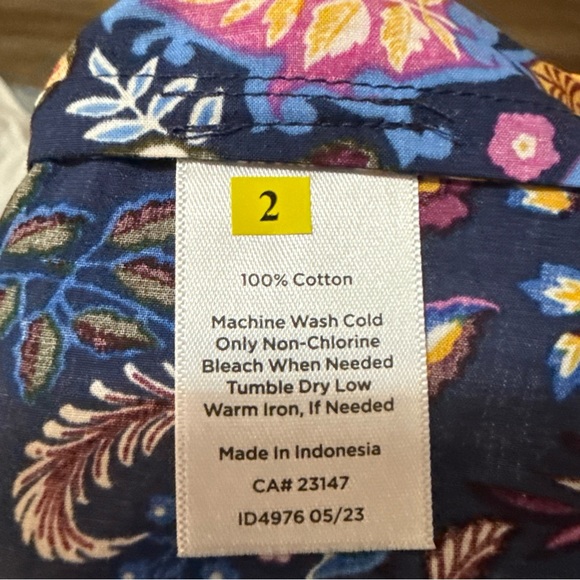 2
100% Cotton
Machine Wash Cold
Only Non-Chlorine
Bleach When Needed
Tumble Dry Low
Warm Iron, If Needed
Made In Indonesia
CA# 23147
ID4976 05/23